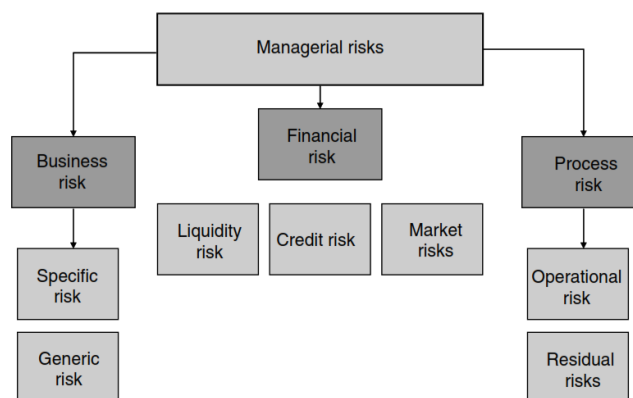 Managerial risks
Business
risk
Financial
risk
Process
risk
Liquidity
risk
Credit risk
Market
risks
Specific
risk
Operational
risk
Generic
risk
Residual
risks